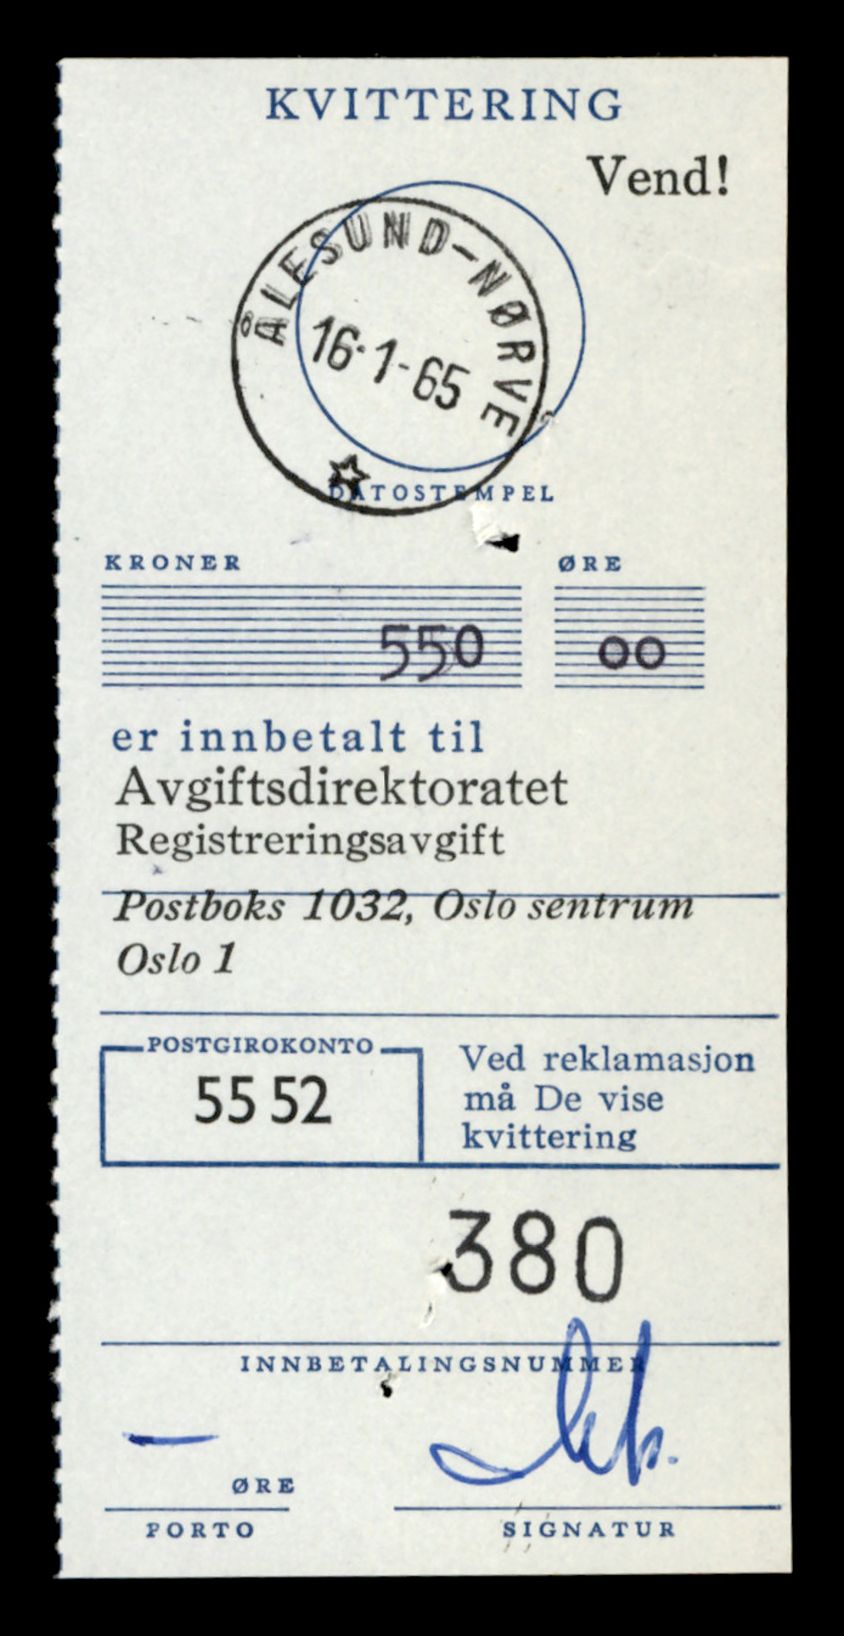 KVITTERING
Vend!
ÅLESUND-NØRVE
16-1-65
DATOSTEMPEL
KRONER ØRE
550 00
er innbetalt til
Avgiftsdirektoratet
Registreringsavgift
Postboks 1032, Oslo sentrum
Oslo 1
POSTGIROKONTO
55 52
Ved reklamasjon
må De vise
kvittering
380
INNBETALINGSNUMMER
— ØRE
PORTO SIGNATUR